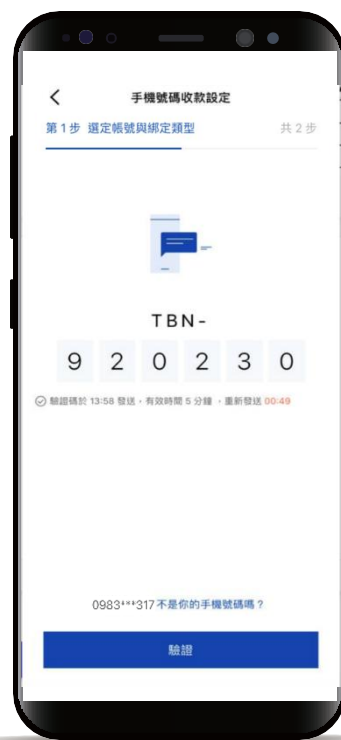 手機號碼收款設定
第1步 選定帳號與綁定類型 共2步
TBN-
9 2 0 2 3 0
驗證碼於 13:58 發送，有效時間 5 分鐘，重新發送 00:49
0983***317不是你的手機號碼嗎？
驗證